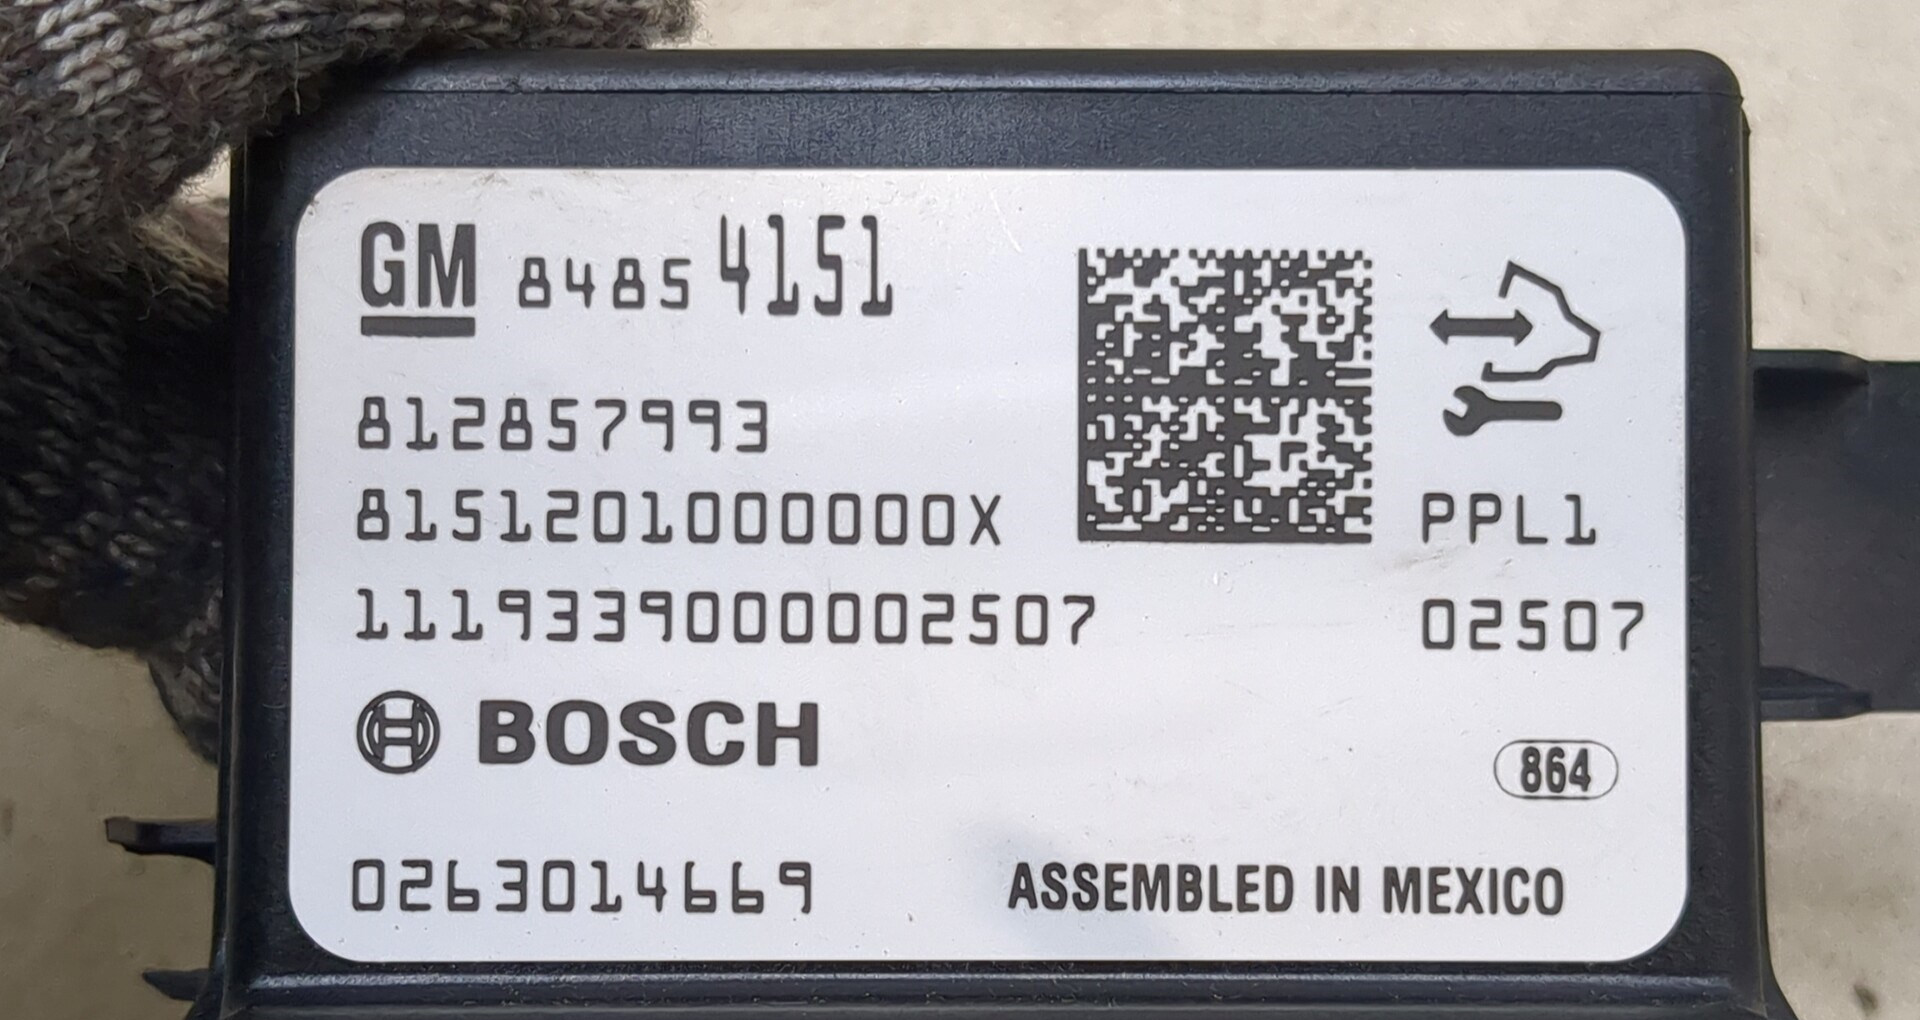 GM 84854151
812857993
8151201000000X
PPL1
1119339000002507
02507
BOSCH
864
0263014669
ASSEMBLED IN MEXICO